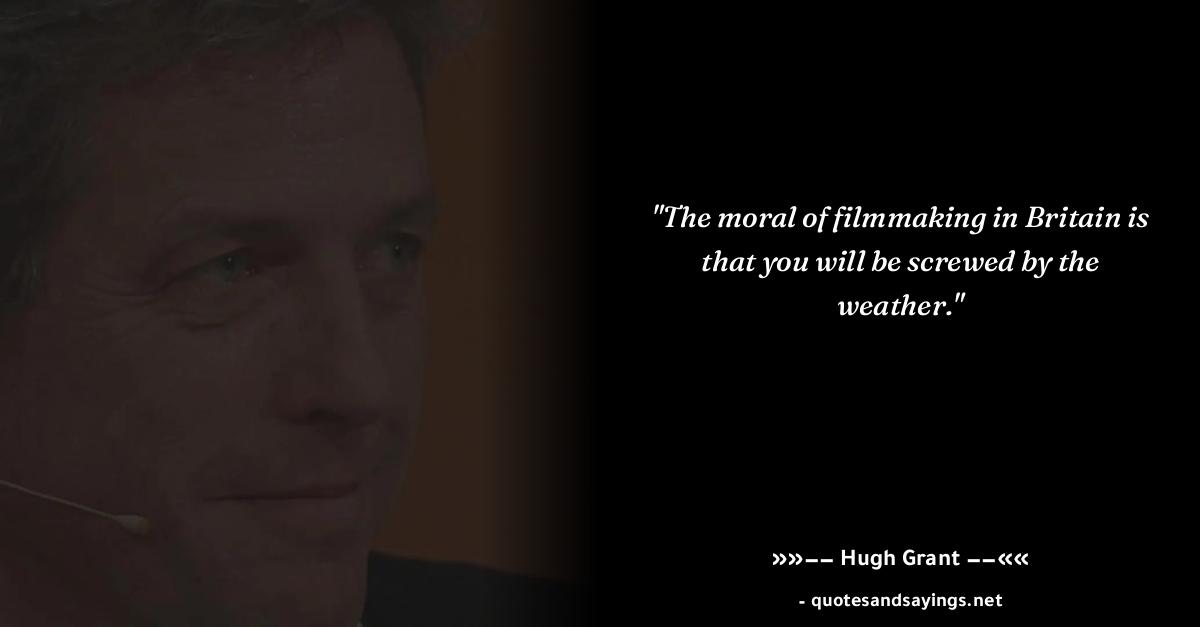 "The moral of filmmaking in Britain is
that you will be screwed by the
weather."
»»–– Hugh Grant ––««
- quotesandsayings.net